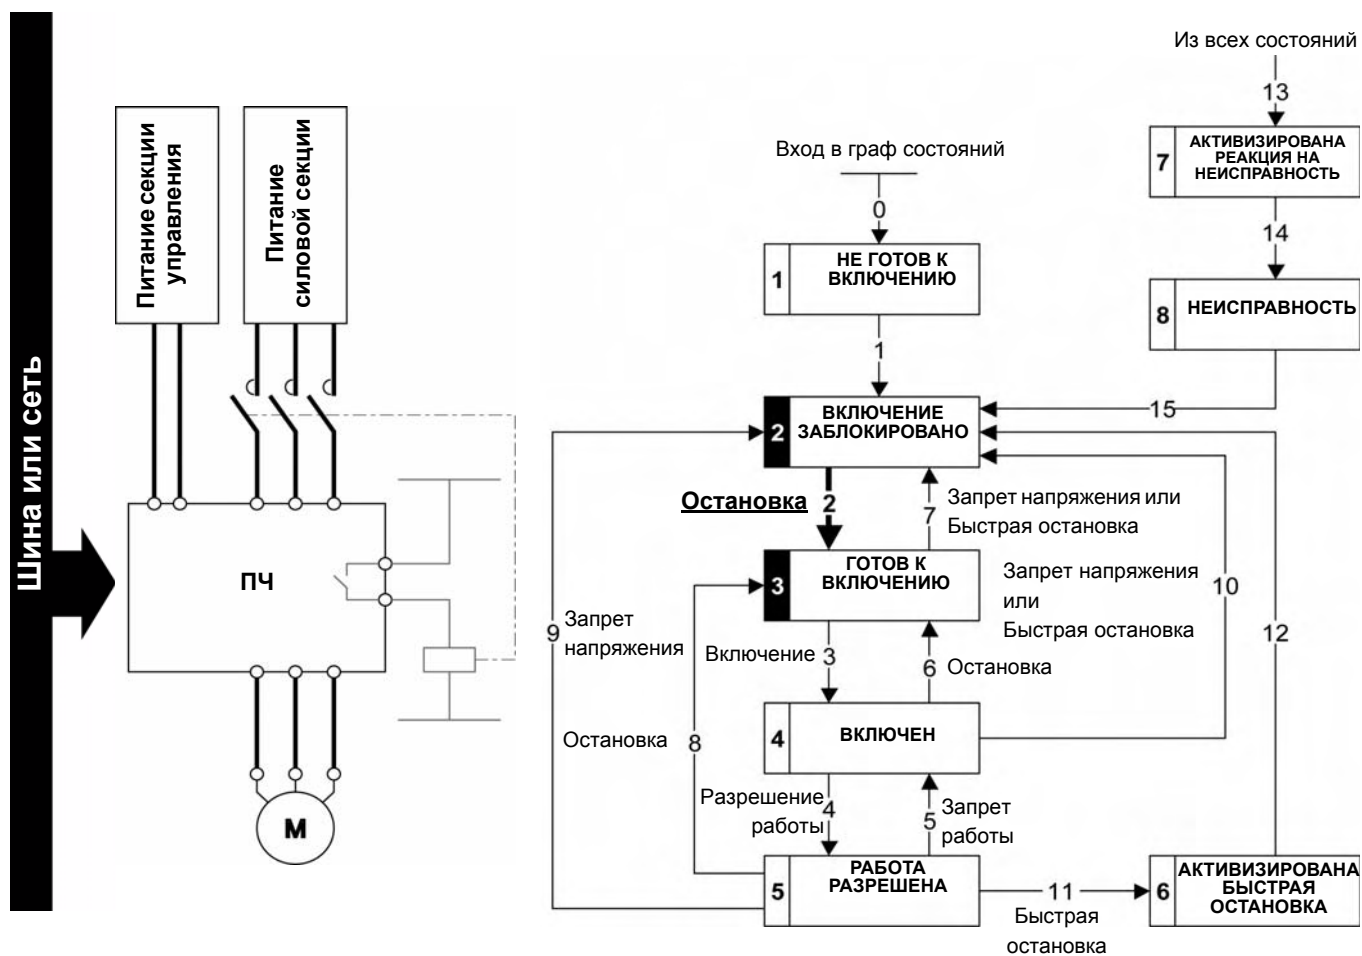 Шина или сеть
Питание секции
управления
Питание
силовой секции
ПЧ
М
Из всех состояний
13
7
АКТИВИЗИРОВАНА
РЕАКЦИЯ НА
НЕИСПРАВНОСТЬ
14
8
НЕИСПРАВНОСТЬ
15
Вход в граф состояний
0
1
НЕ ГОТОВ К
ВКЛЮЧЕНИЮ
1
2
ВКЛЮЧЕНИЕ
ЗАБЛОКИРОВАНО
Остановка
2
7
Запрет напряжения или
Быстрая остановка
3
ГОТОВ К
ВКЛЮЧЕНИЮ
Запрет напряжения
или
Быстрая остановка
10
12
9
Запрет
напряжения
Включение
3
6
Остановка
4
ВКЛЮЧЕН
Остановка
8
Разрешение
работы
4
5
Запрет
работы
5
РАБОТА
РАЗРЕШЕНА
11
Быстрая
остановка
6
АКТИВИЗИРОВАНА
БЫСТРАЯ
ОСТАНОВКА